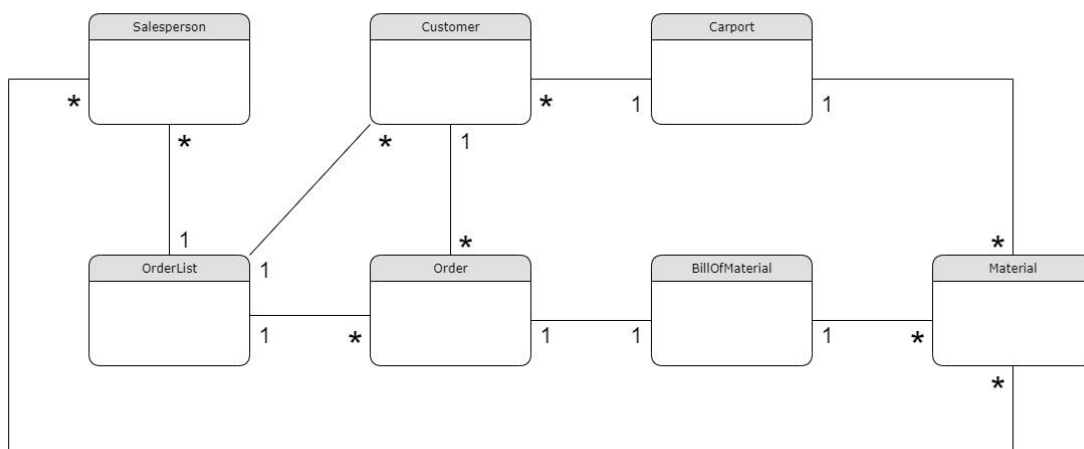 Salesperson
Customer
Carport
*
*
1
1
*
1
*
1
*
*
1
OrderList
Order
BillOfMaterial
Material
1
*
1
1
1
*
*